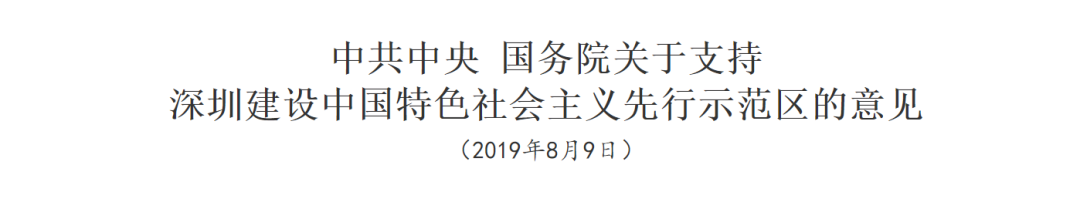 中共中央 国务院关于支持
深圳建设中国特色社会主义先行示范区的意见
（2019年8月9日）